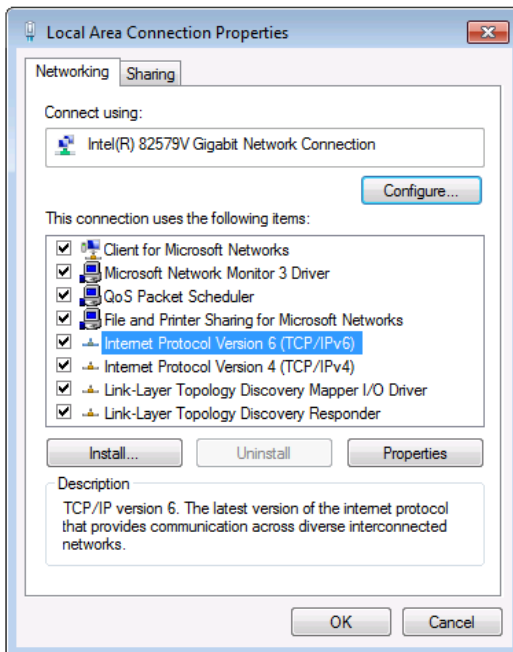 Local Area Connection Properties
Networking
Sharing
Connect using:
Intel(R) 82579V Gigabit Network Connection
Configure...
This connection uses the following items:
Client for Microsoft Networks
Microsoft Network Monitor 3 Driver
QoS Packet Scheduler
File and Printer Sharing for Microsoft Networks
Internet Protocol Version 6 (TCP/IPv6)
Internet Protocol Version 4 (TCP/IPv4)
Link-Layer Topology Discovery Mapper I/O Driver
Link-Layer Topology Discovery Responder
Install...
Uninstall
Properties
Description
TCP/IP version 6. The latest version of the internet protocol
that provides communication across diverse interconnected
networks.
OK
Cancel